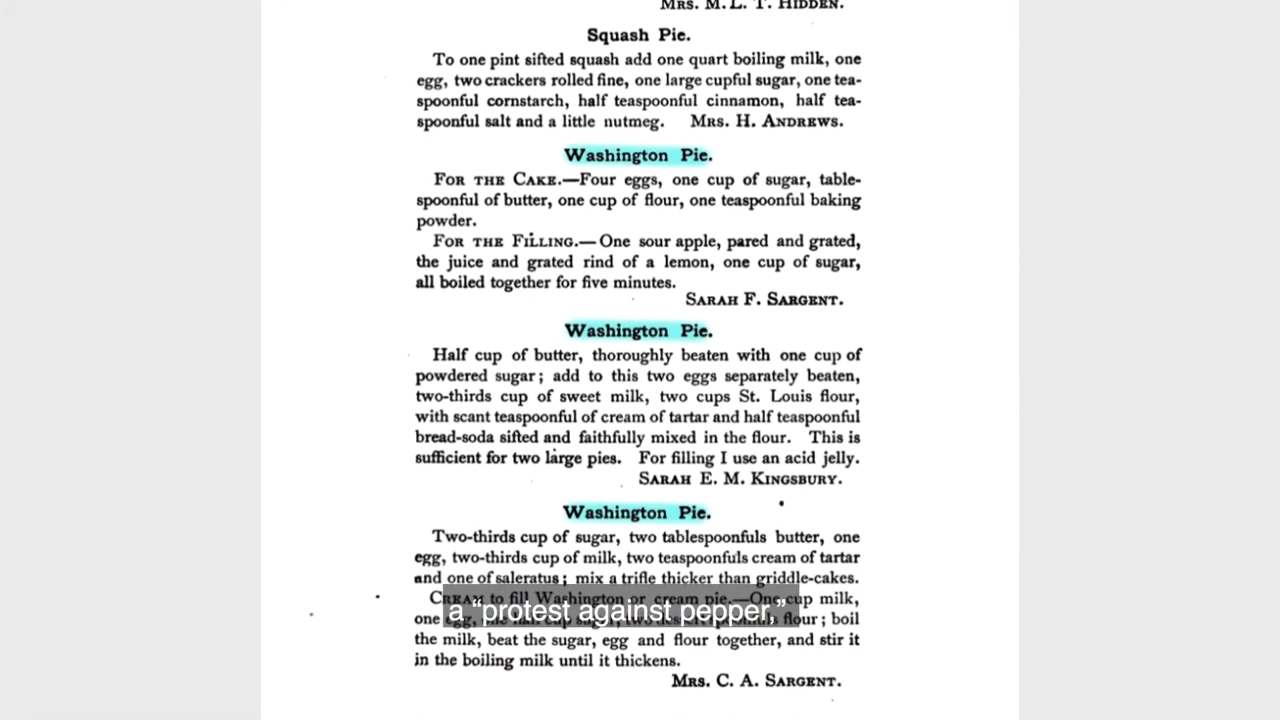 MRS. M. L. T. HIDDEN.
Squash Pie.
To one pint sifted squash add one quart boiling milk, one
egg, two crackers rolled fine, one large cupful sugar, one tea-
spoonful cornstarch, half teaspoonful cinnamon, half tea-
spoonful salt and a little nutmeg. MRS. H. ANDREWS.
Washington Pie.
FOR THE CAKE.—Four eggs, one cup of sugar, table-
spoonful of butter, one cup of flour, one teaspoonful baking
powder.
FOR THE FILLING.—One sour apple, pared and grated,
the juice and grated rind of a lemon, one cup of sugar,
all boiled together for five minutes.
SARAH F. SARGENT.
Washington Pie.
Half cup of butter, thoroughly beaten with one cup of
powdered sugar; add to this two eggs separately beaten,
two-thirds cup of sweet milk, two cups St. Louis flour,
with scant teaspoonful of cream of tartar and half teaspoonful
bread-soda sifted and faithfully mixed in the flour. This is
sufficient for two large pies. For filling I use an acid jelly.
SARAH E. M. KINGSBURY.
Washington Pie.
Two-thirds cup of sugar, two tablespoonfuls butter, one
egg, two-thirds cup of milk, two teaspoonfuls cream of tartar
and one of saleratus; mix a trifle thicker than griddle-cakes.
CREAM to fill Washington or cream pie.—One cup milk,
a “protest against pepper,”
one egg, cup flour; boil
the milk, beat the sugar, egg and flour together, and stir it
in the boiling milk until it thickens.
MRS. C. A. SARGENT.